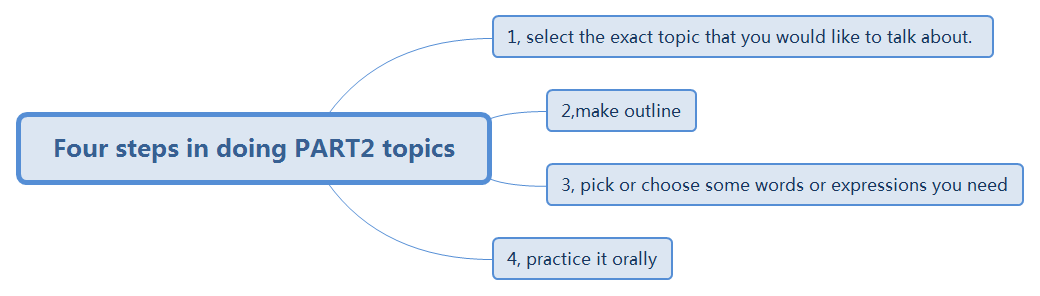 1, select the exact topic that you would like to talk about.
2,make outline
Four steps in doing PART2 topics
3, pick or choose some words or expressions you need
4, practice it orally